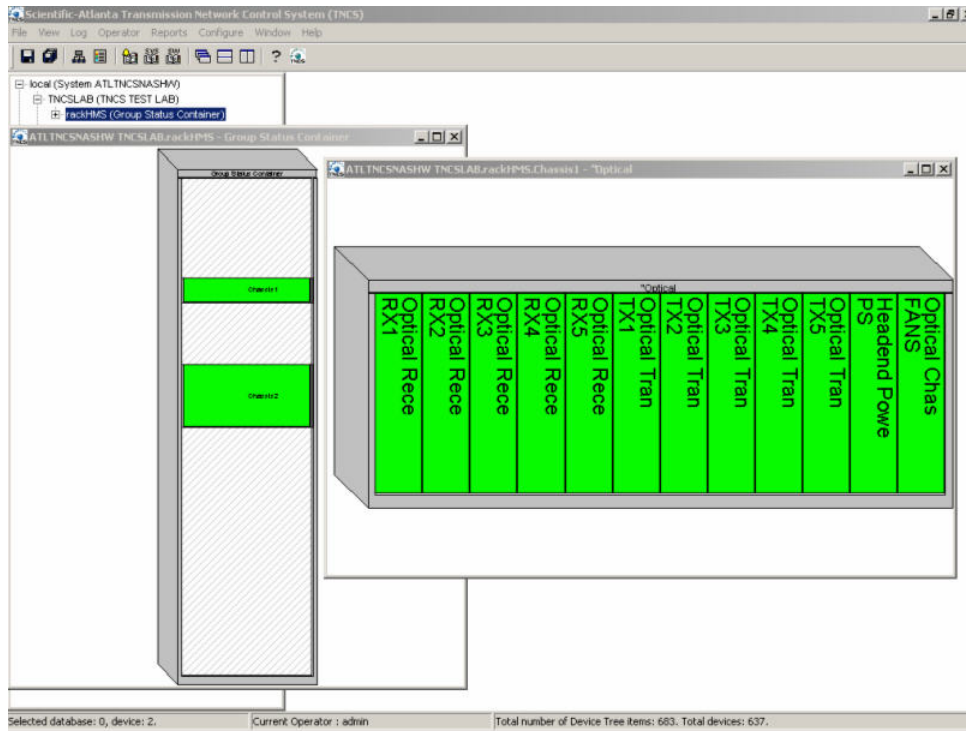 Scientific-Atlanta Transmission Network Control System (TNCS)
File View Log Operator Reports Configure Window Help
local (System ATLTNCSNASHW)
TNCSLAB (TNCS TEST LAB)
rackHMS (Group Status Container)
ATLTNCSNASHW TNCSLAB.rackHMS - Group Status Container
Group Status Container
Chassis1
Chassis2
ATLTNCSNASHW TNCSLAB.rackHMS.Chassis1 - "Optical
"Optical
Optical Rece
RX1
Optical Rece
RX2
Optical Rece
RX3
Optical Rece
RX4
Optical Rece
RX5
Optical Tran
TX1
Optical Tran
TX2
Optical Tran
TX3
Optical Tran
TX4
Optical Tran
TX5
Headend Powe
PS
Optical Chas
FANS
Selected database: 0, device: 2.
Current Operator : admin
Total number of Device Tree items: 683. Total devices: 637.